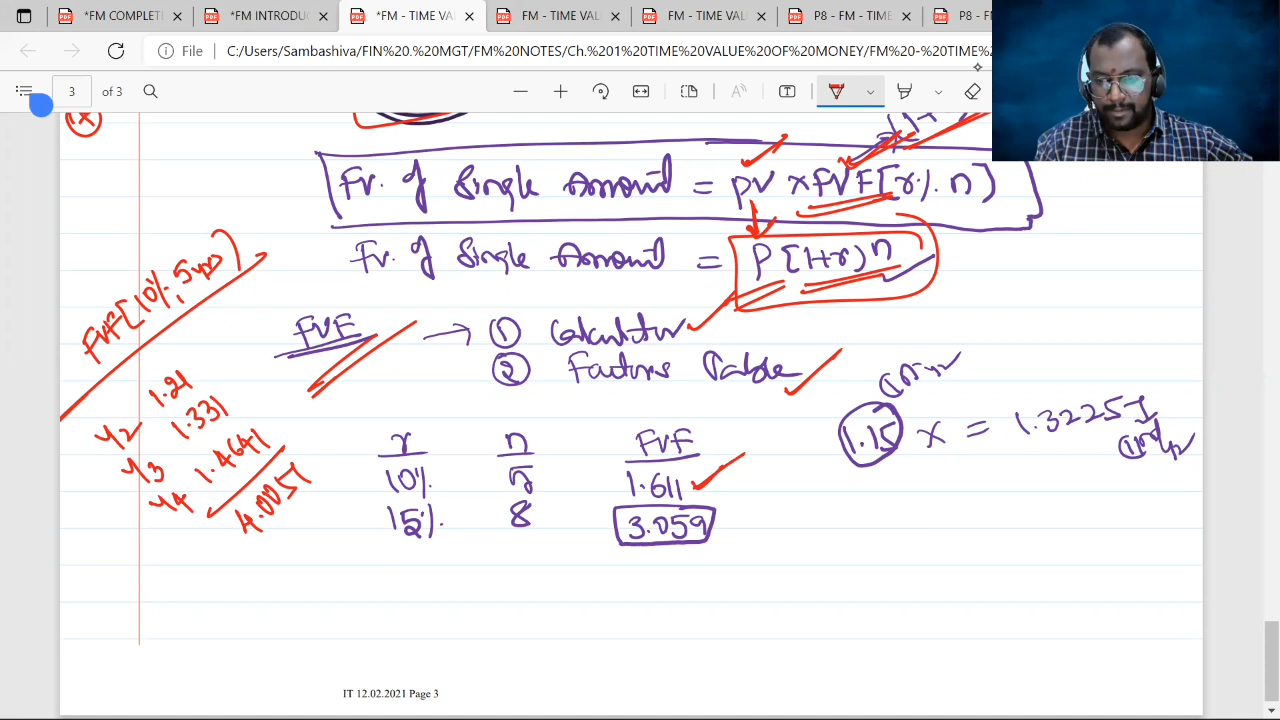 *FM COMPLET
*FM INTRODUC
*FM - TIME VAL
FM - TIME VAL
FM - TIME VAL
P8 - FM - TIME
P8 - FM
File
C:/Users/Sambashiva/FIN%20.%20MGT/FM%20NOTES/Ch.%201%20TIME%20VALUE%20OF%20MONEY/FM%20-%20TIME%
3 of 3
Fv. of Single Amount = PV x FVF [r%. n)
Fv. of Single Amount = P [1+r)n
FVF[10%, 5yrs)
FVF → ① Calculator
② Factors Table
1.21
y2 1.331
y3 1.4641
y4
4.0051
1.15 x = 1.32253
r n FVF
10% 5 1.611
15%. 8 3.059
IT 12.02.2021 Page 3